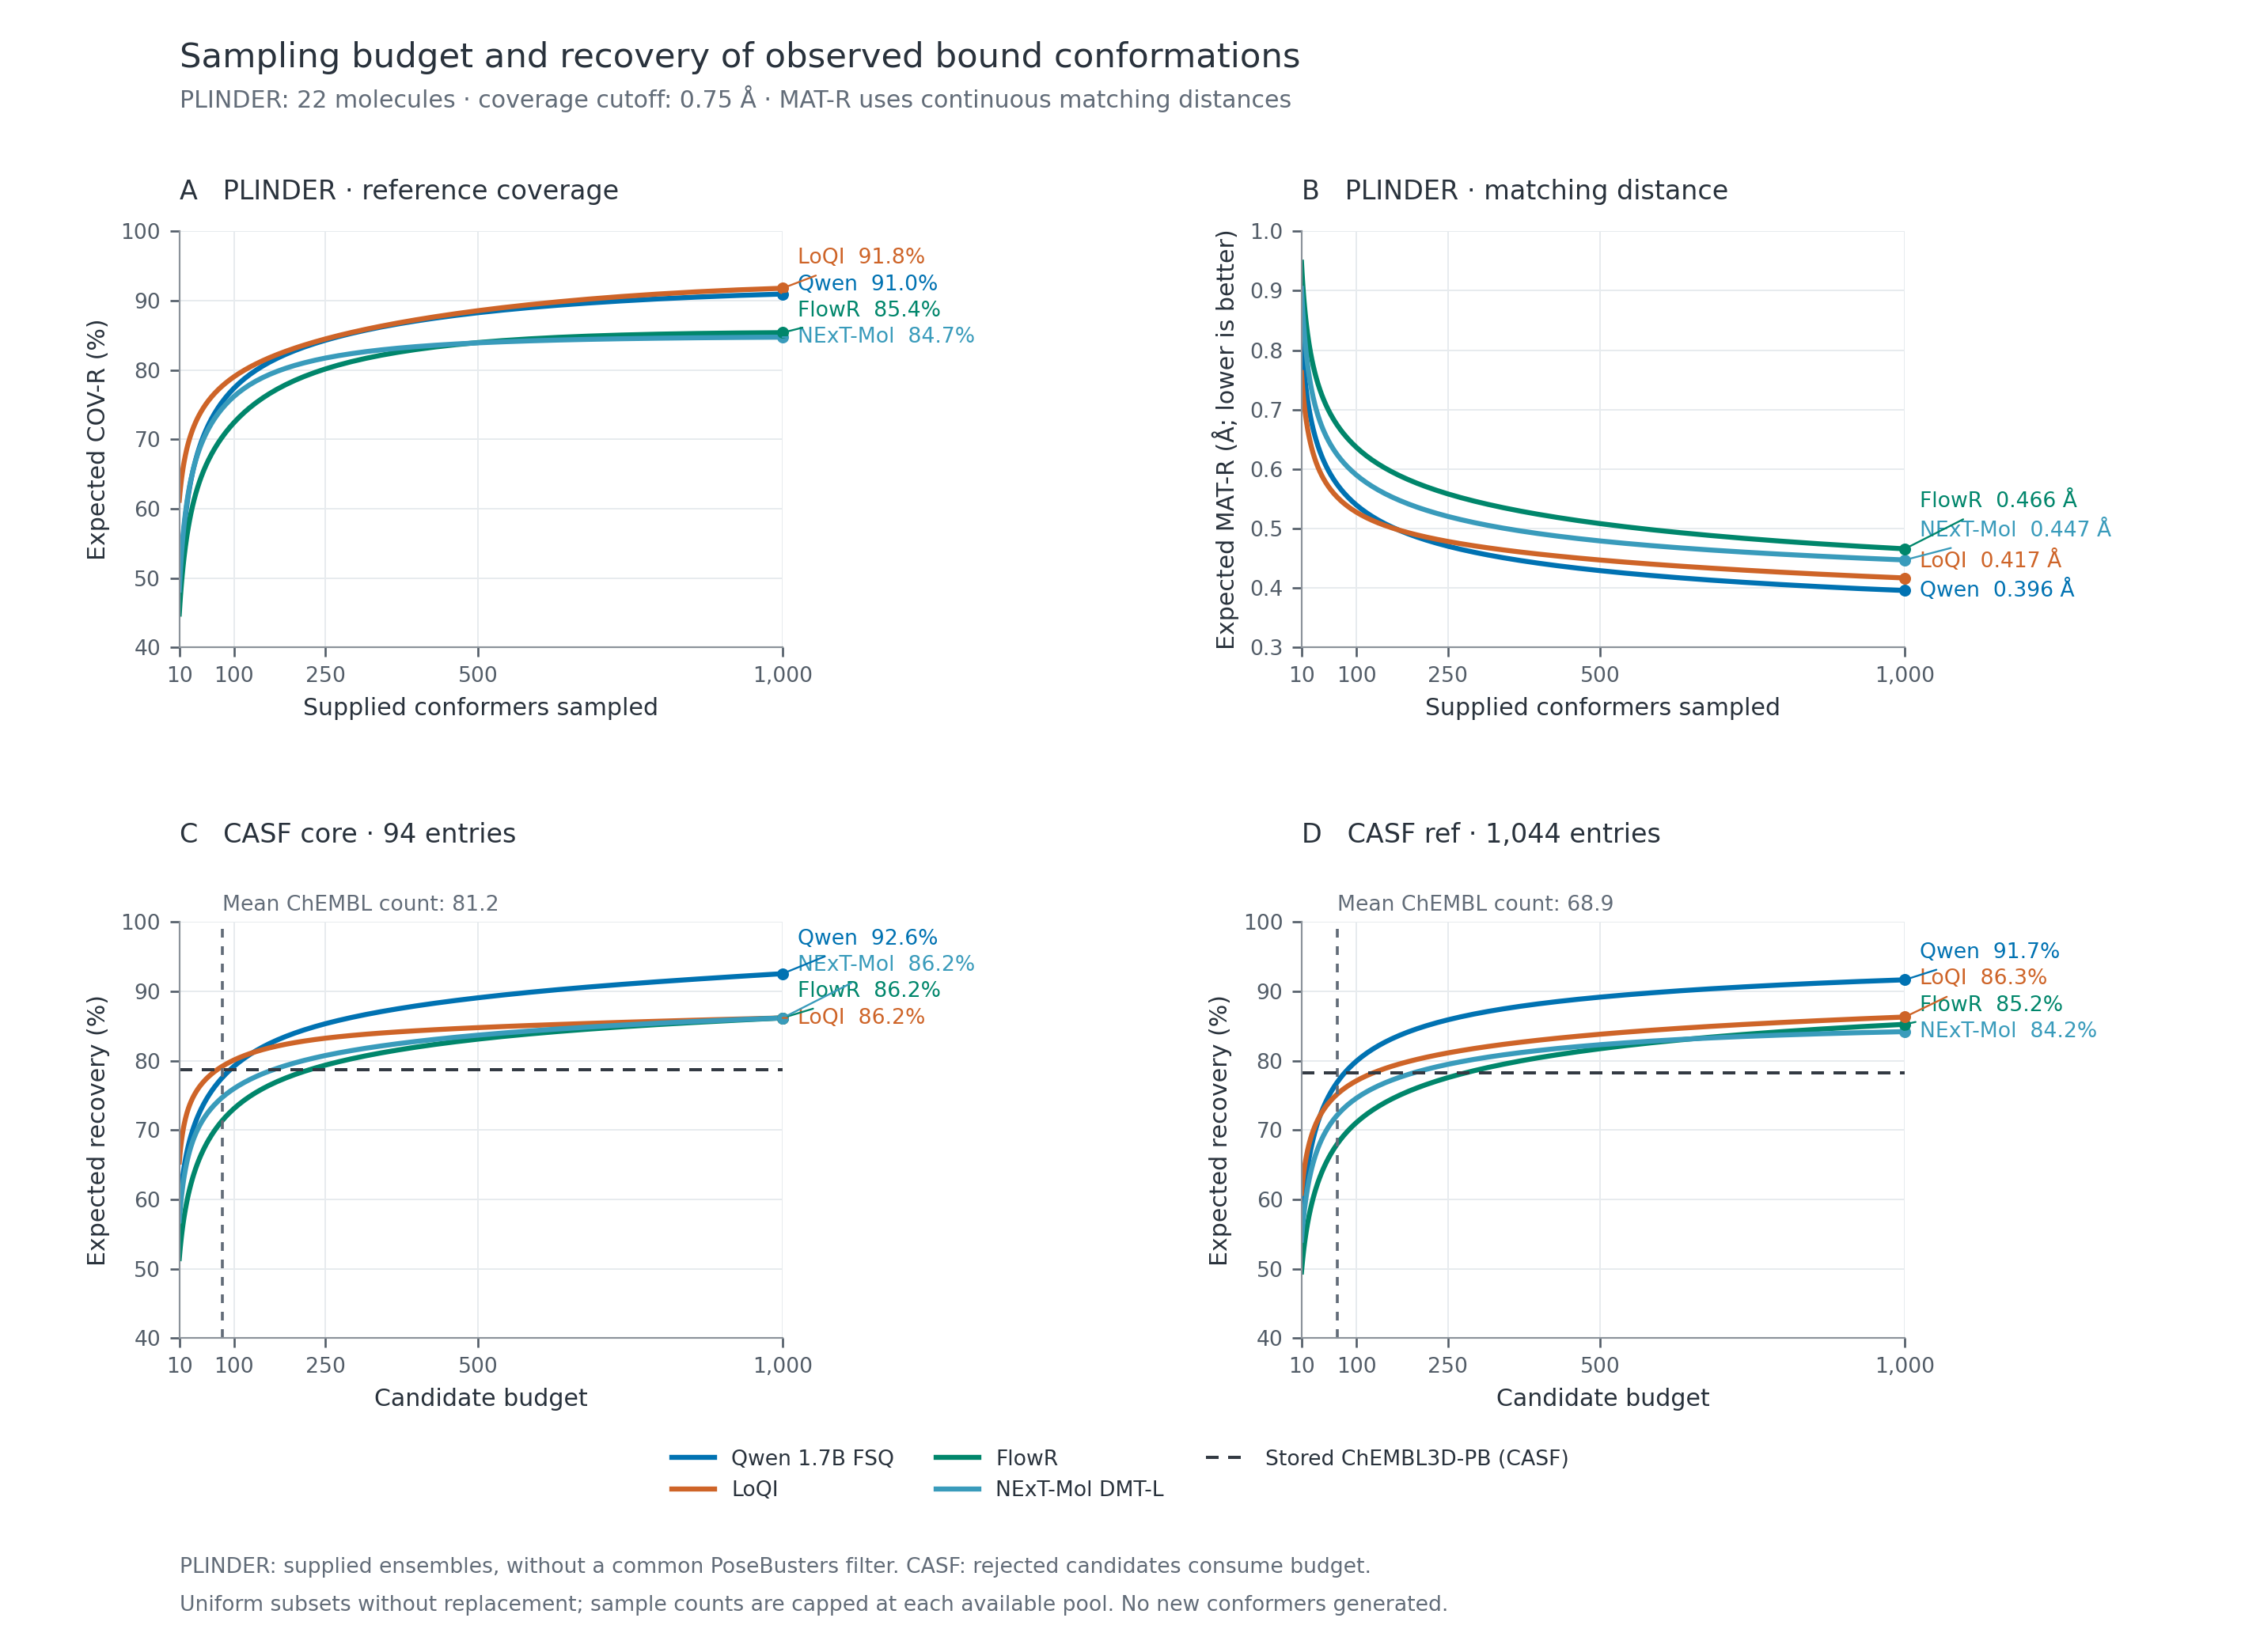 Sampling budget and recovery of observed bound conformations
PLINDER: 22 molecules · coverage cutoff: 0.75 Å · MAT-R uses continuous matching distances
A PLINDER · reference coverage
Expected COV-R (%)
100
90
80
70
60
50
40
10 100 250 500 1,000
Supplied conformers sampled
LoQI 91.8%
Qwen 91.0%
FlowR 85.4%
NExT-Mol 84.7%
B PLINDER · matching distance
Expected MAT-R (Å; lower is better)
1.0
0.9
0.8
0.7
0.6
0.5
0.4
0.3
10 100 250 500 1,000
Supplied conformers sampled
FlowR 0.466 Å
NExT-Mol 0.447 Å
LoQI 0.417 Å
Qwen 0.396 Å
C CASF core · 94 entries
Mean ChEMBL count: 81.2
Expected recovery (%)
100
90
80
70
60
50
40
10 100 250 500 1,000
Candidate budget
Qwen 92.6%
NExT-Mol 86.2%
FlowR 86.2%
LoQI 86.2%
D CASF ref · 1,044 entries
Mean ChEMBL count: 68.9
Expected recovery (%)
100
90
80
70
60
50
40
10 100 250 500 1,000
Candidate budget
Qwen 91.7%
LoQI 86.3%
FlowR 85.2%
NExT-Mol 84.2%
Qwen 1.7B FSQ
LoQI
FlowR
NExT-Mol DMT-L
Stored ChEMBL3D-PB (CASF)
PLINDER: supplied ensembles, without a common PoseBusters filter. CASF: rejected candidates consume budget.
Uniform subsets without replacement; sample counts are capped at each available pool. No new conformers generated.